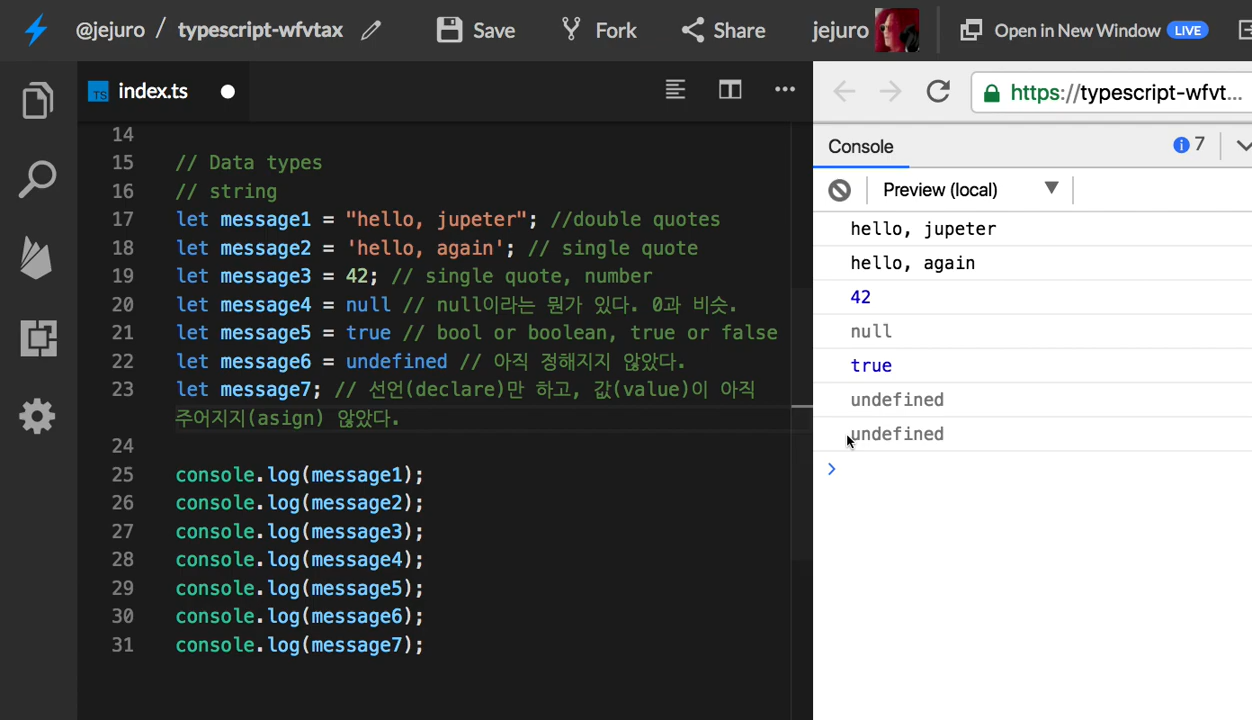 @jejuro / typescript-wfvtax Save Fork Share jejuro Open in New Window LIVE
TS index.ts
https://typescript-wfvt...
Console 7
Preview (local)
14
15 // Data types
16 // string
17 let message1 = "hello, jupeter"; //double quotes
18 let message2 = 'hello, again'; // single quote
19 let message3 = 42; // single quote, number
20 let message4 = null // null이라는 뭔가 있다. 0과 비슷.
21 let message5 = true // bool or boolean, true or false
22 let message6 = undefined // 아직 정해지지 않았다.
23 let message7; // 선언(declare)만 하고, 값(value)이 아직
주어지지(asign) 않았다.
24
25 console.log(message1);
26 console.log(message2);
27 console.log(message3);
28 console.log(message4);
29 console.log(message5);
30 console.log(message6);
31 console.log(message7);
hello, jupeter
hello, again
42
null
true
undefined
undefined
>